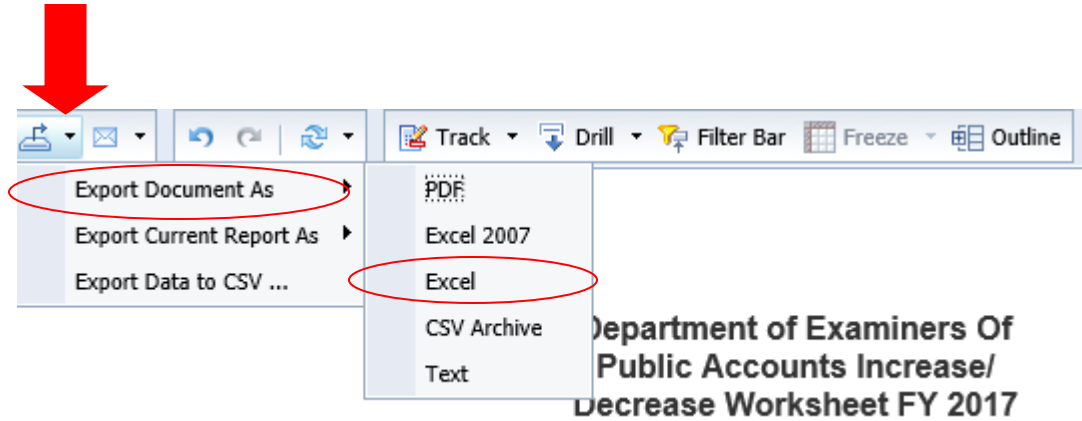 Track Drill Filter Bar Freeze Outline
Export Document As
Export Current Report As
Export Data to CSV ...
PDF
Excel 2007
Excel
CSV Archive
Text
Department of Examiners Of
Public Accounts Increase/
Decrease Worksheet FY 2017